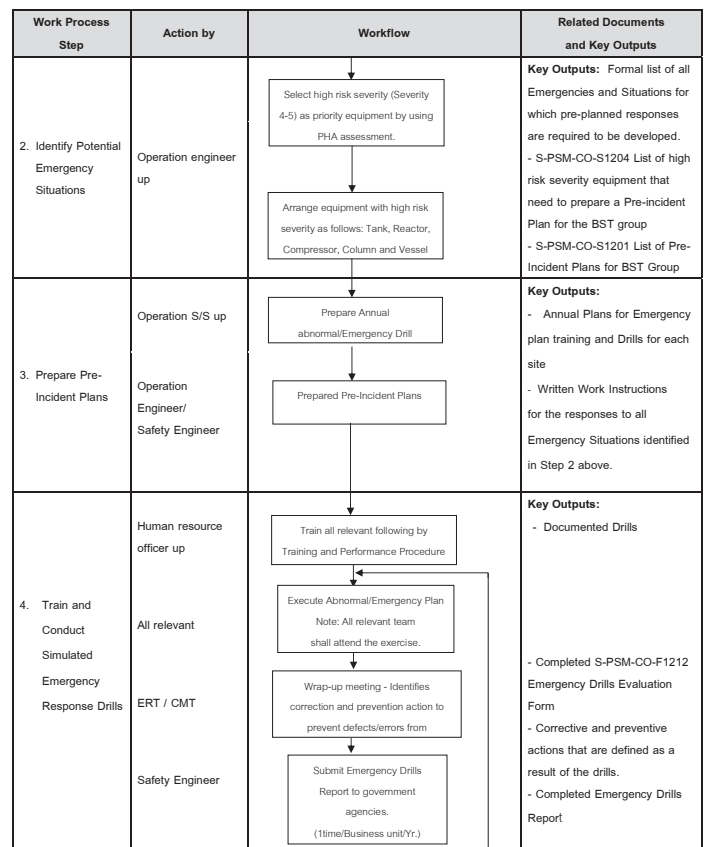 Work Process
Step
Action by
Workflow
Related Documents
and Key Outputs
2. Identify Potential
Emergency
Situations
Operation engineer
up
Select high risk severity (Severity
4-5) as priority equipment by using
PHA assessment.
Arrange equipment with high risk
severity as follows: Tank, Reactor,
Compressor, Column and Vessel
Key Outputs: Formal list of all
Emergencies and Situations for
which pre-planned responses
are required to be developed.
- S-PSM-CO-S1204 List of high
risk severity equipment that
need to prepare a Pre-incident
Plan for the BST group
- S-PSM-CO-S1201 List of Pre-
Incident Plans for BST Group
3. Prepare Pre-
Incident Plans
Operation S/S up
Operation
Engineer/
Safety Engineer
Prepare Annual
abnormal/Emergency Drill
Prepared Pre-Incident Plans
Key Outputs:
- Annual Plans for Emergency
plan training and Drills for each
site
- Written Work Instructions
for the responses to all
Emergency Situations identified
in Step 2 above.
4. Train and
Conduct
Simulated
Emergency
Response Drills
Human resource
officer up
All relevant
ERT / CMT
Safety Engineer
Train all relevant following by
Training and Performance Procedure
Execute Abnormal/Emergency Plan
Note: All relevant team
shall attend the exercise.
Wrap-up meeting - Identifies
correction and prevention action to
prevent defects/errors from
Submit Emergency Drills
Report to government
agencies.
(1time/Business unit/Yr.)
Key Outputs:
- Documented Drills
- Completed S-PSM-CO-F1212
Emergency Drills Evaluation
Form
- Corrective and preventive
actions that are defined as a
result of the drills.
- Completed Emergency Drills
Report